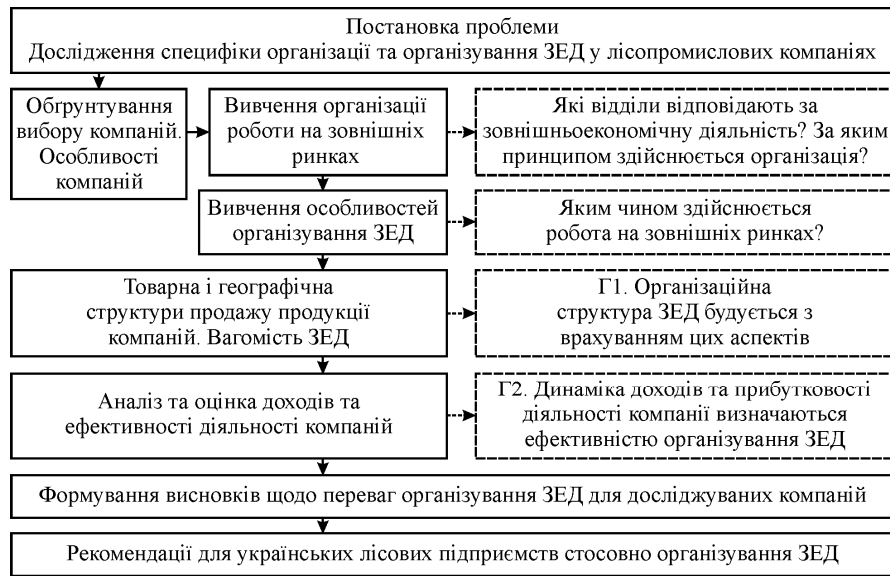 Постановка проблеми
Дослідження специфіки організації та організування ЗЕД у лісопромислових компаніях
Обґрунтування
вибору компаній.
Особливості
компаній
Вивчення організації
роботи на зовнішніх
ринках
Які відділи відповідають за
зовнішньоекономічну діяльність? За яким
принципом здійснюється організація?
Вивчення особливостей
організування ЗЕД
Яким чином здійснюється
робота на зовнішніх ринках?
Товарна і географічна
структури продажу продукції
компаній. Вагомість ЗЕД
Г1. Організаційна
структура ЗЕД будується з
врахуванням цих аспектів
Аналіз та оцінка доходів та
ефективності діяльності компаній
Г2. Динаміка доходів та прибутковості
діяльності компанії визначаються
ефективністю організування ЗЕД
Формування висновків щодо переваг організування ЗЕД для досліджуваних компаній
Рекомендації для українських лісових підприємств стосовно організування ЗЕД